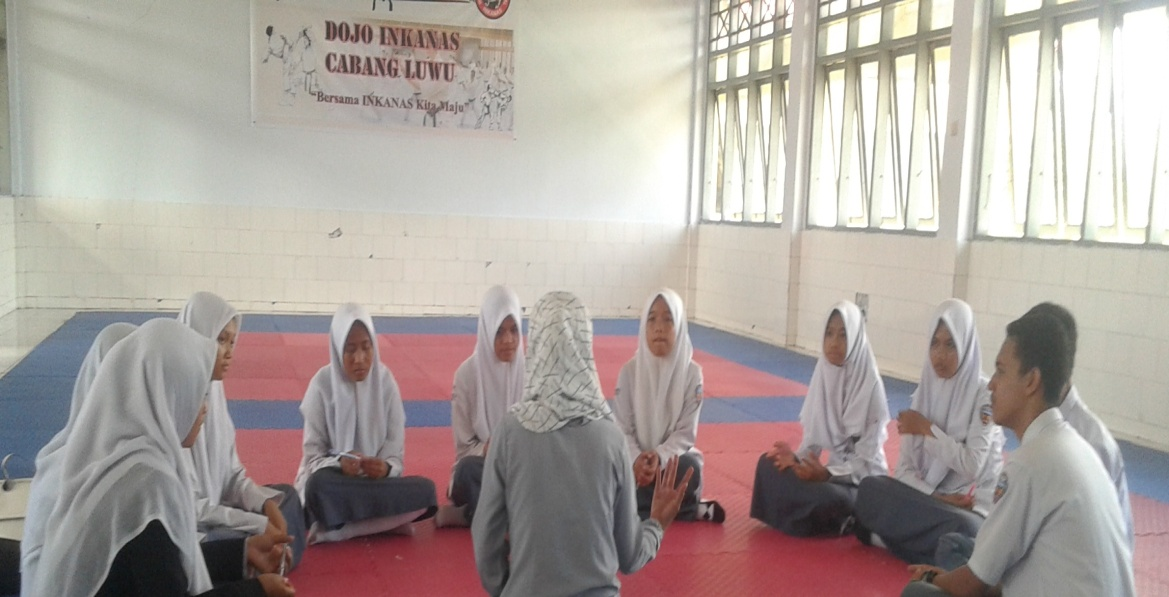 DOJO INKANAS
CABANG LUWU
"Bersama INKANAS Kita Maju"